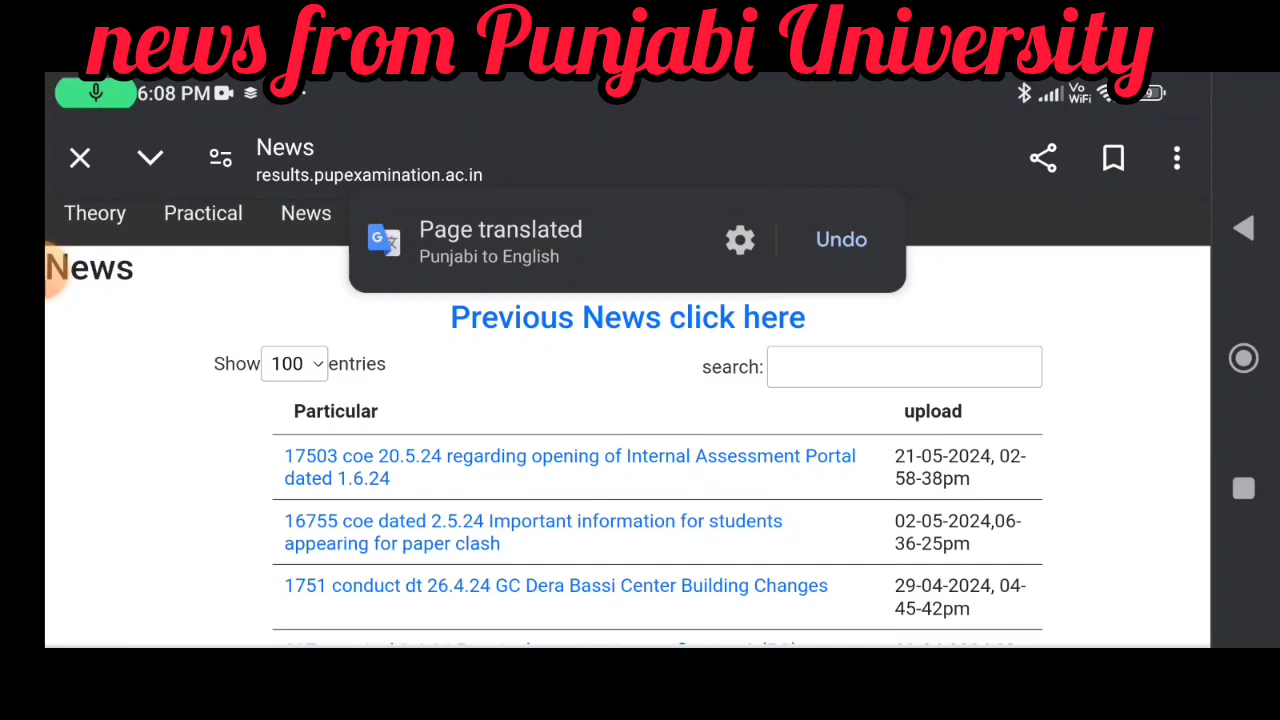 news from Punjabi University
6:08 PM
Vo
WiFi
News
results.pupexamination.ac.in
Theory Practical News
Page translated
Punjabi to English
Undo
News
Previous News click here
Show 100 entries
search:
Particular upload
17503 coe 20.5.24 regarding opening of Internal Assessment Portal
dated 1.6.24
21-05-2024, 02-
58-38pm
16755 coe dated 2.5.24 Important information for students
appearing for paper clash
02-05-2024,06-
36-25pm
1751 conduct dt 26.4.24 GC Dera Bassi Center Building Changes
29-04-2024, 04-
45-42pm